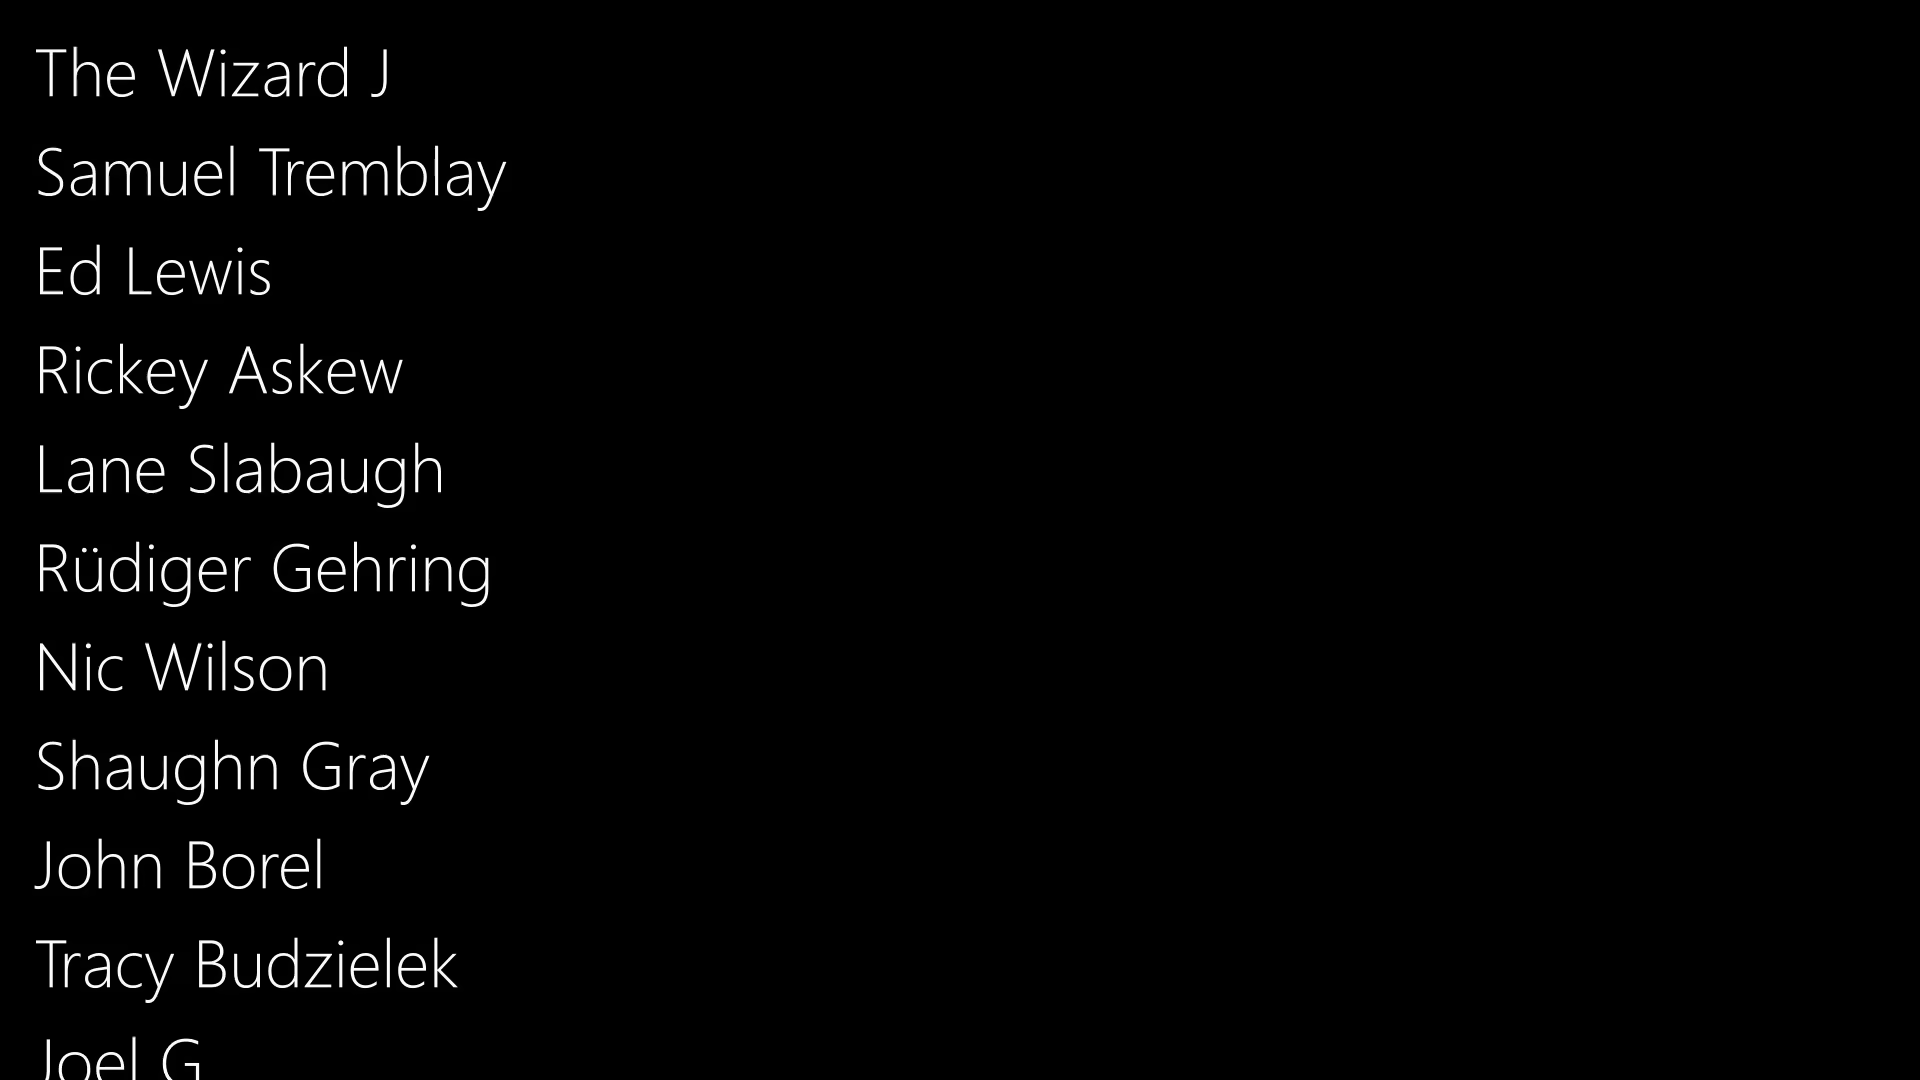 The Wizard J
Samuel Tremblay
Ed Lewis
Rickey Askew
Lane Slabaugh
Rüdiger Gehring
Nic Wilson
Shaughn Gray
John Borel
Tracy Budzielek
Joel G